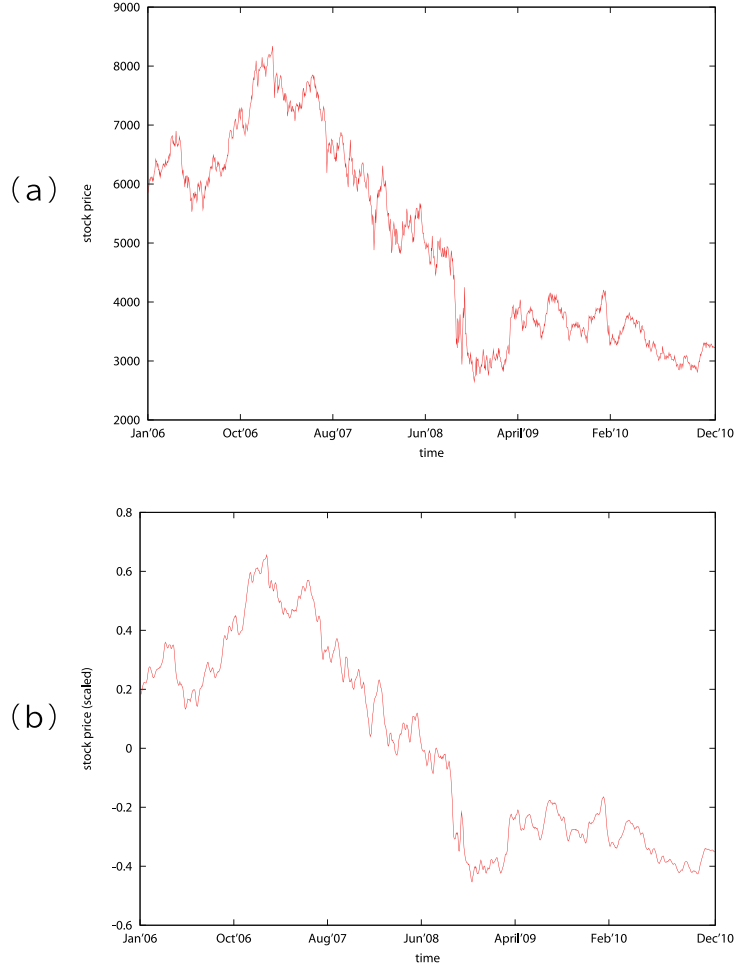 (a)
stock price
9000
8000
7000
6000
5000
4000
3000
2000
Jan'06 Oct'06 Aug'07 Jun'08 April'09 Feb'10 Dec'10
time
(b)
stock price (scaled)
0.8
0.6
0.4
0.2
0
-0.2
-0.4
-0.6
Jan'06 Oct'06 Aug'07 Jun'08 April'09 Feb'10 Dec'10
time